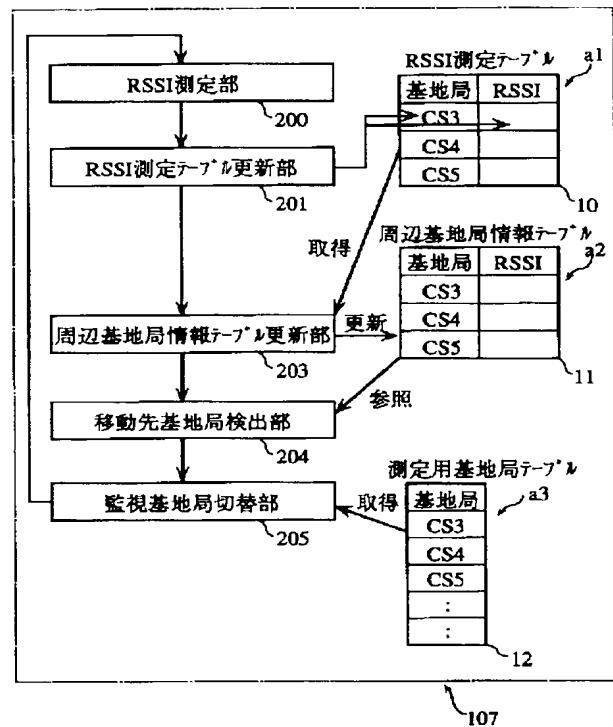 RSSI測定テーブル
a1
基地局 RSSI
CS3
CS4
CS5
10
RSSI測定部
200
RSSI測定テーブル更新部
201
取得
周辺基地局情報テーブル
a2
基地局 RSSI
CS3
CS4
CS5
11
周辺基地局情報テーブル更新部
203
更新
参照
移動先基地局検出部
204
測定用基地局テーブル
a3
基地局
CS3
CS4
CS5
:
:
12
取得
監視基地局切替部
205
107